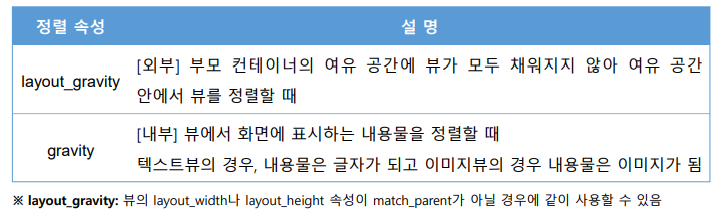 정렬 속성 설 명
layout_gravity [외부] 부모 컨테이너의 여유 공간에 뷰가 모두 채워지지 않아 여유 공간
안에서 뷰를 정렬할 때
gravity [내부] 뷰에서 화면에 표시하는 내용물을 정렬할 때
텍스트뷰의 경우, 내용물은 글자가 되고 이미지뷰의 경우 내용물은 이미지가 됨
※ layout_gravity: 뷰의 layout_width나 layout_height 속성이 match_parent가 아닐 경우에 같이 사용할 수 있음